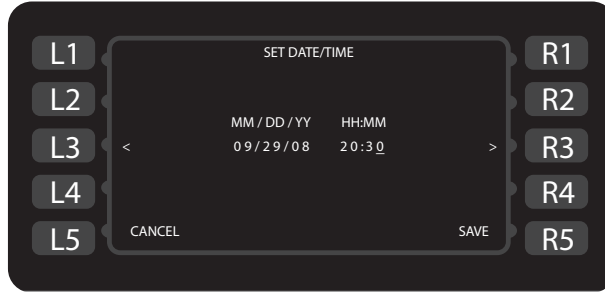 L1 SET DATE/TIME R1
L2 R2
MM / DD / YY HH:MM
L3 < 09/29/08 20:30 > R3
L4 R4
L5 CANCEL SAVE R5